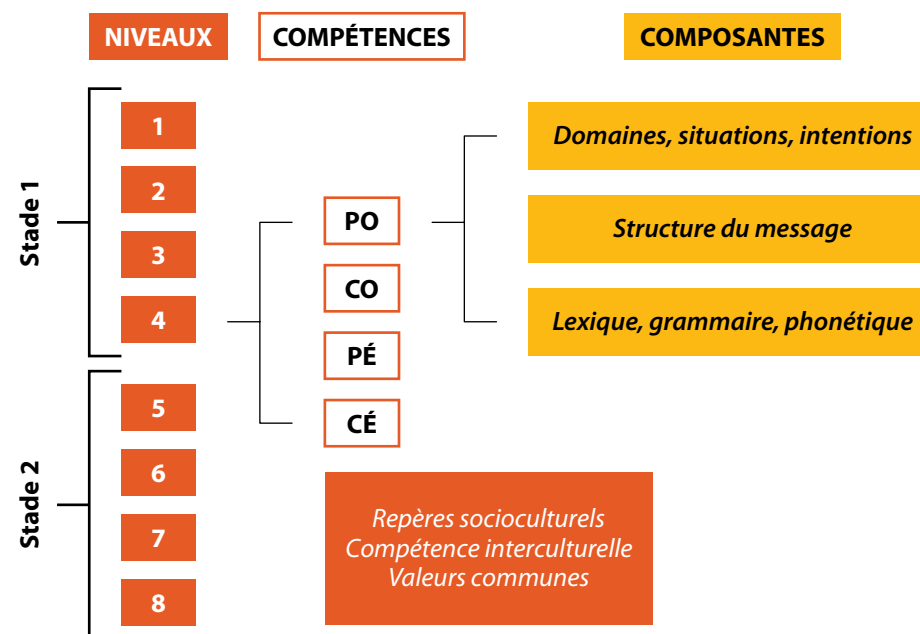 NIVEAUX
COMPÉTENCES
COMPOSANTES
Stade 1
1
2
3
4
Stade 2
5
6
7
8
PO
CO
PÉ
CÉ
Domaines, situations, intentions
Structure du message
Lexique, grammaire, phonétique
Repères socioculturels
Compétence interculturelle
Valeurs communes